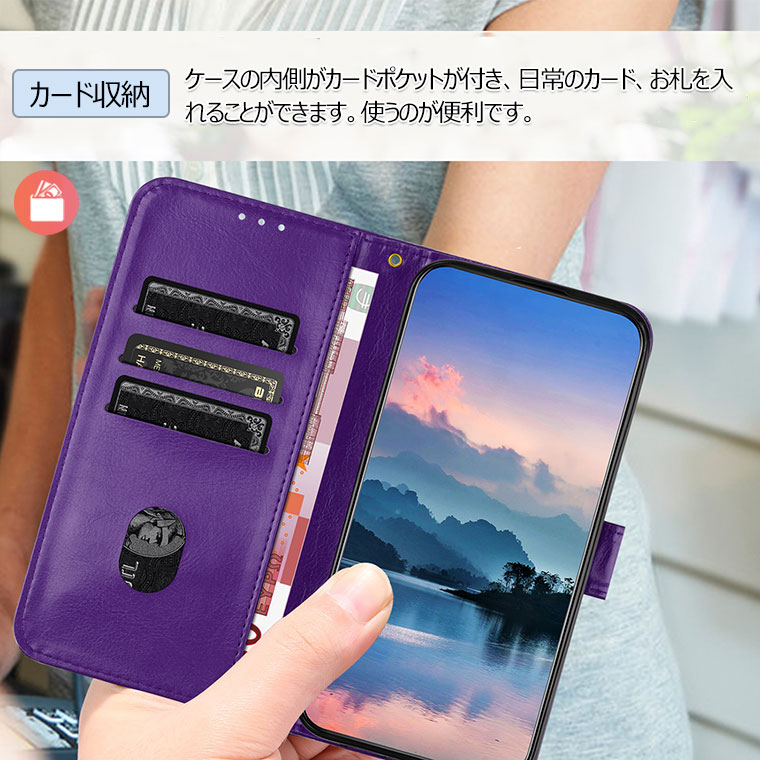 カード収納
ケースの内側がカードポケットが付き、日常のカード、お札を入
れることができます。使うのが便利です。